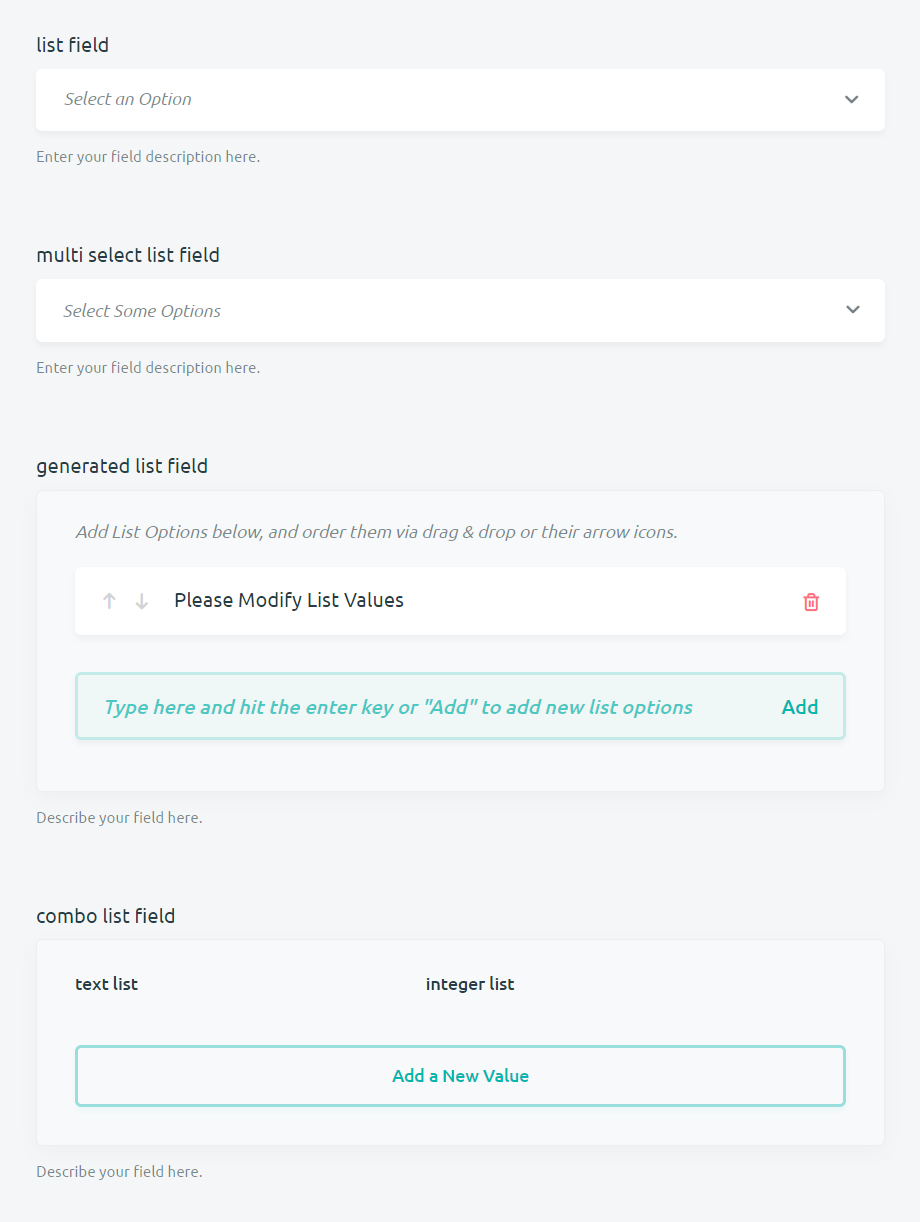 list field
Select an Option
Enter your field description here.
multi select list field
Select Some Options
Enter your field description here.
generated list field
Add List Options below, and order them via drag & drop or their arrow icons.
Please Modify List Values
Type here and hit the enter key or "Add" to add new list options Add
Describe your field here.
combo list field
text list integer list
Add a New Value
Describe your field here.